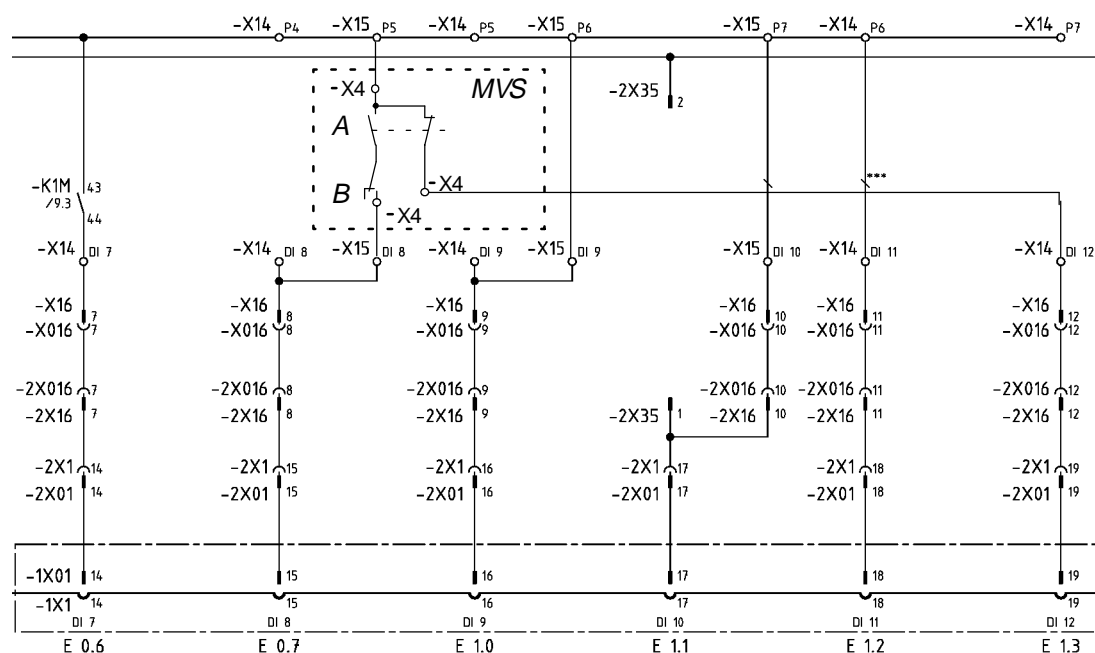 -X14 P4 -X15 P5 -X14 P5 -X15 P6 -X15 P7 -X14 P6 -X14 P7
-X4 MVS -2X35 2
A
B -X4 ***
-K1M 43
/9.3 44
-X4
-X14 DI 7 -X14 DI 8 -X15 DI 8 -X14 DI 9 -X15 DI 9 -X15 DI 10 -X14 DI 11 -X14 DI 12
-X16 7 -X16 8 -X16 9 -X16 10 -X16 11 -X16 12
-X016 7 -X016 8 -X016 9 -X016 10 -X016 11 -X016 12
-2X016 7 -2X016 8 -2X016 9 -2X016 10 -2X016 11 -2X016 12
-2X16 7 -2X16 8 -2X16 9 -2X35 1 -2X16 10 -2X16 11 -2X16 12
-2X1 14 -2X1 15 -2X1 16 -2X1 17 -2X1 18 -2X1 19
-2X01 14 -2X01 15 -2X01 16 -2X01 17 -2X01 18 -2X01 19
-1X01 14 15 16 17 18 19
-1X1 14 15 16 17 18 19
DI 7 DI 8 DI 9 DI 10 DI 11 DI 12
E 0.6 E 0.7 E 1.0 E 1.1 E 1.2 E 1.3